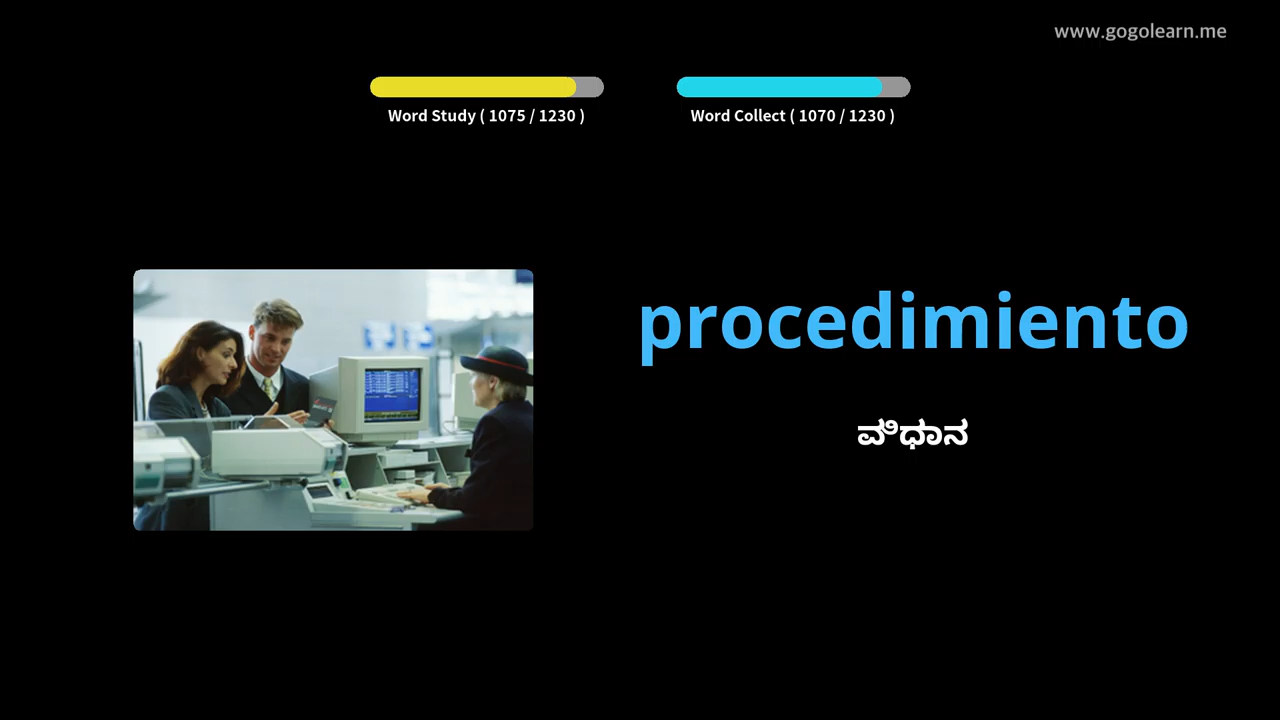 www.gogolearn.me
Word Study ( 1075 / 1230 )
Word Collect ( 1070 / 1230 )
procedimiento
ವಿಧಾನ